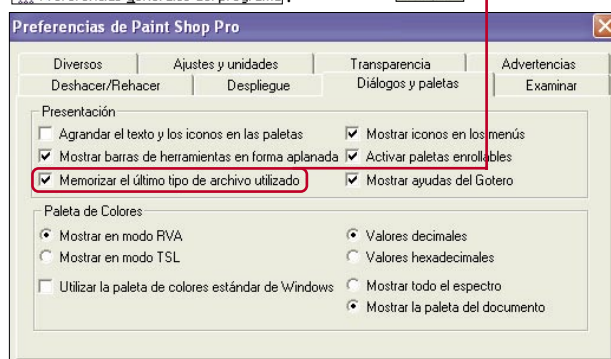 Preferencias generales del programa
Preferencias de Paint Shop Pro
Diversos Ajustes y unidades Transparencia Advertencias
Deshacer/Rehacer Despliegue Diálogos y paletas Examinar
Presentación
Agrandar el texto y los iconos en las paletas Mostrar iconos en los menús
Mostrar barras de herramientas en forma aplanada Activar paletas enrollables
Memorizar el último tipo de archivo utilizado Mostrar ayudas del Gotero
Paleta de Colores
Mostrar en modo RVA Valores decimales
Mostrar en modo TSL Valores hexadecimales
Utilizar la paleta de colores estándar de Windows Mostrar todo el espectro
Mostrar la paleta del documento